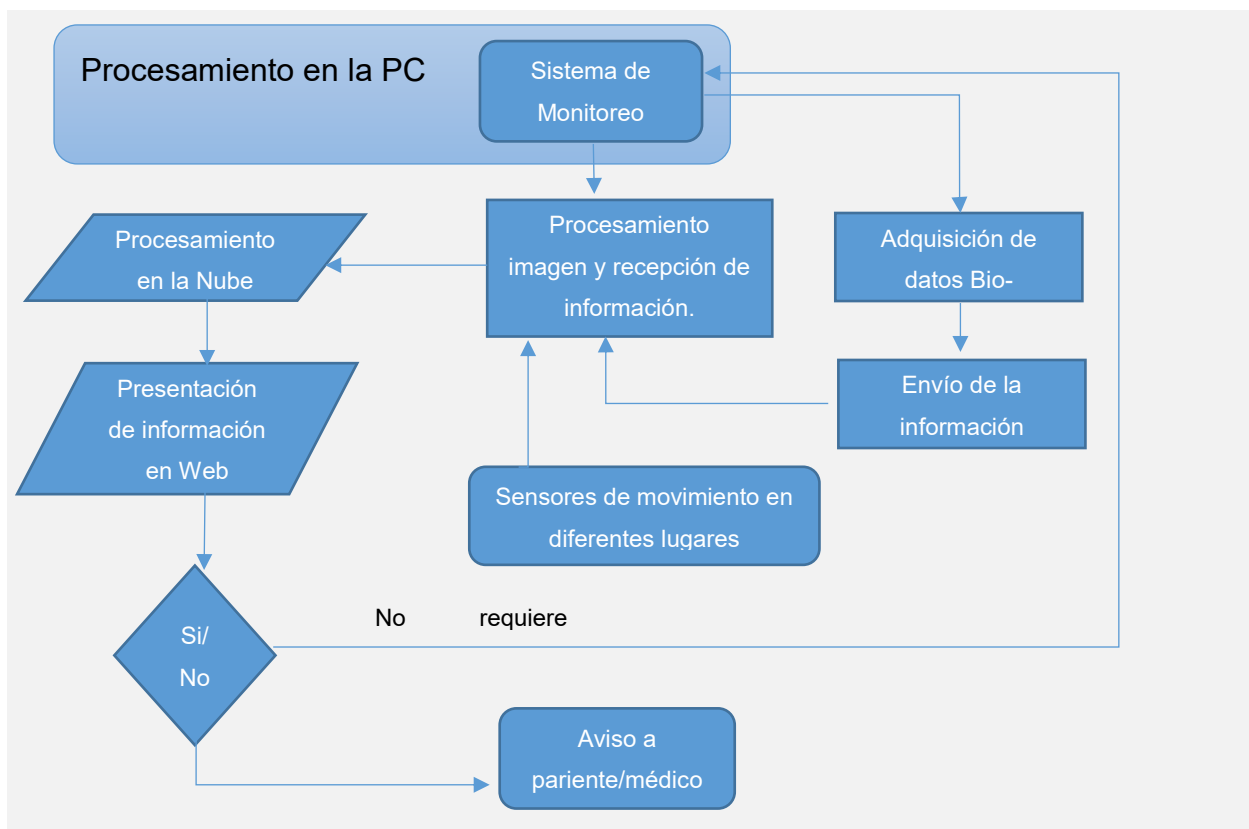 Procesamiento en la PC
Sistema de
Monitoreo
Procesamiento
en la Nube
Procesamiento
imagen y recepción de
información.
Adquisición de
datos Bio-
Presentación
de información
en Web
Envío de la
información
Sensores de movimiento en
diferentes lugares
Si/
No
No requiere
Aviso a
pariente/médico